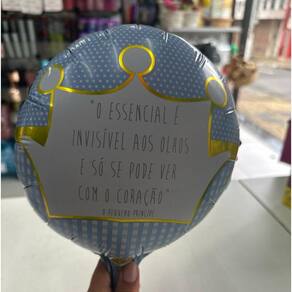 "O ESSENCIAL É
INVISÍVEL AOS OLHOS
E SÓ SE PODE VER
COM O CORAÇÃO"
O PEQUENO PRÍNCIPE